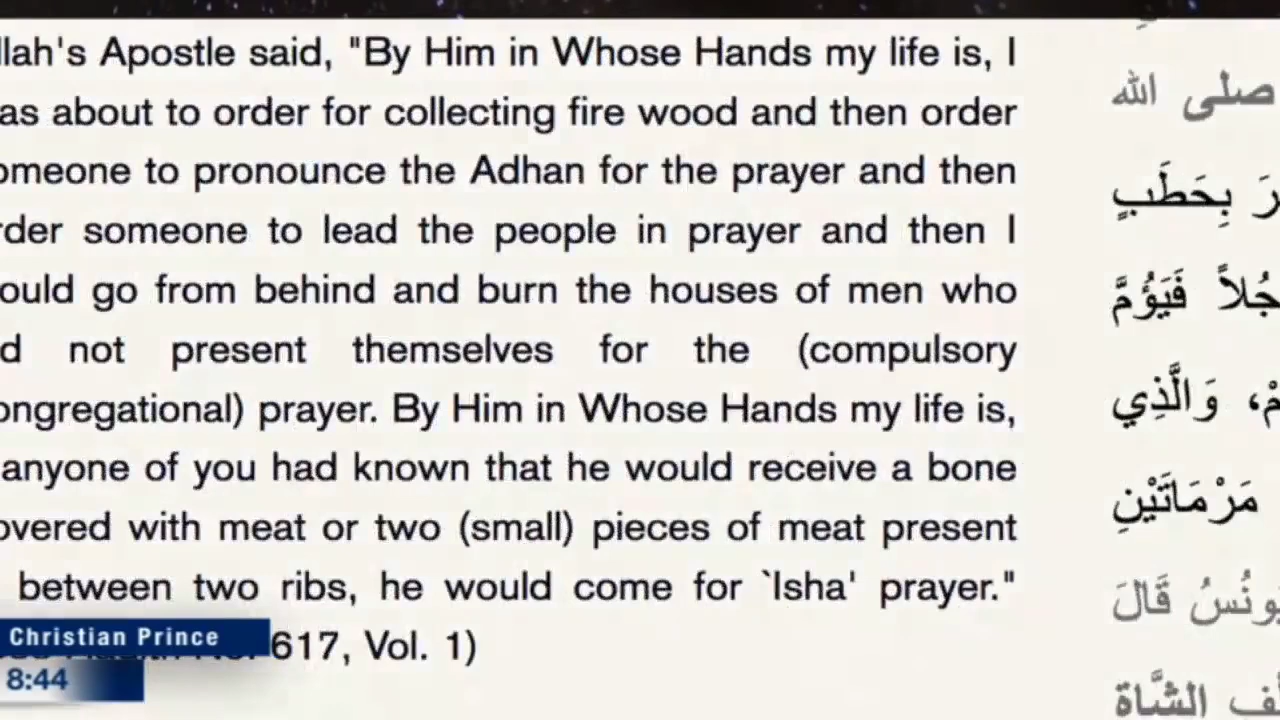 llah's Apostle said, "By Him in Whose Hands my life is, I
as about to order for collecting fire wood and then order
omeone to pronounce the Adhan for the prayer and then
rder someone to lead the people in prayer and then I
ould go from behind and burn the houses of men who
d not present themselves for the (compulsory
ongregational) prayer. By Him in Whose Hands my life is,
anyone of you had known that he would receive a bone
overed with meat or two (small) pieces of meat present
between two ribs, he would come for `Isha' prayer."
617, Vol. 1)
صلى الله
رَ بِحَطَبٍ
جُلاً فَيَؤُمَّ
مْ، وَالَّذِي
مَرْمَاتَيْنِ
يُونُسُ قَالَ
لْف الشَّاة
Christian Prince
8:44